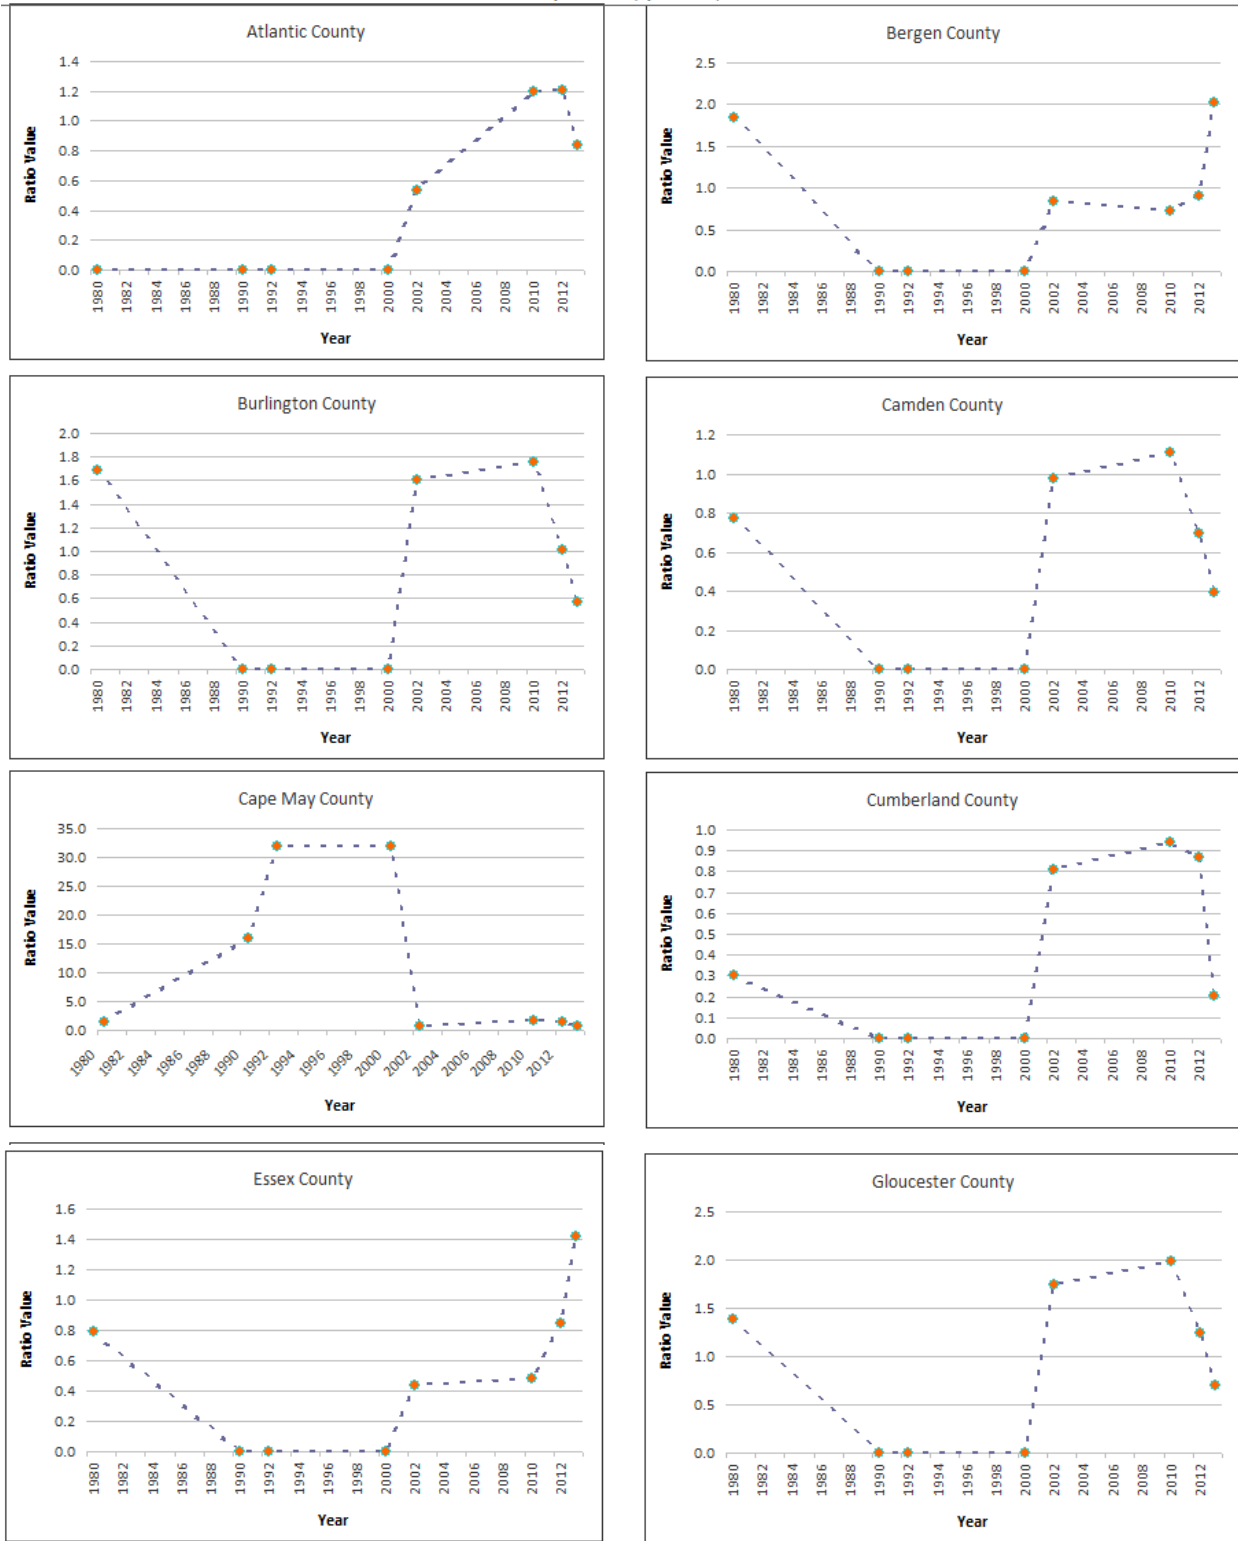 Atlantic County
1.4
1.2
1.0
0.8
0.6
0.4
0.2
0.0
Ratio Value
1980 1982 1984 1986 1988 1990 1992 1994 1996 1998 2000 2002 2004 2006 2008 2010 2012
Year
Bergen County
2.5
2.0
1.5
1.0
0.5
0.0
Ratio Value
1980 1982 1984 1986 1988 1990 1992 1994 1996 1998 2000 2002 2004 2006 2008 2010 2012
Year
Burlington County
2.0
1.8
1.6
1.4
1.2
1.0
0.8
0.6
0.4
0.2
0.0
Ratio Value
1980 1982 1984 1986 1988 1990 1992 1994 1996 1998 2000 2002 2004 2006 2008 2010 2012
Year
Camden County
1.2
1.0
0.8
0.6
0.4
0.2
0.0
Ratio Value
1980 1982 1984 1986 1988 1990 1992 1994 1996 1998 2000 2002 2004 2006 2008 2010 2012
Year
Cape May County
35.0
30.0
25.0
20.0
15.0
10.0
5.0
0.0
Ratio Value
1980 1982 1984 1986 1988 1990 1992 1994 1996 1998 2000 2002 2004 2006 2008 2010 2012
Year
Cumberland County
1.0
0.9
0.8
0.7
0.6
0.5
0.4
0.3
0.2
0.1
0.0
Ratio Value
1980 1982 1984 1986 1988 1990 1992 1994 1996 1998 2000 2002 2004 2006 2008 2010 2012
Year
Essex County
1.6
1.4
1.2
1.0
0.8
0.6
0.4
0.2
0.0
Ratio Value
1980 1982 1984 1986 1988 1990 1992 1994 1996 1998 2000 2002 2004 2006 2008 2010 2012
Year
Gloucester County
2.5
2.0
1.5
1.0
0.5
0.0
Ratio Value
1980 1982 1984 1986 1988 1990 1992 1994 1996 1998 2000 2002 2004 2006 2008 2010 2012
Year